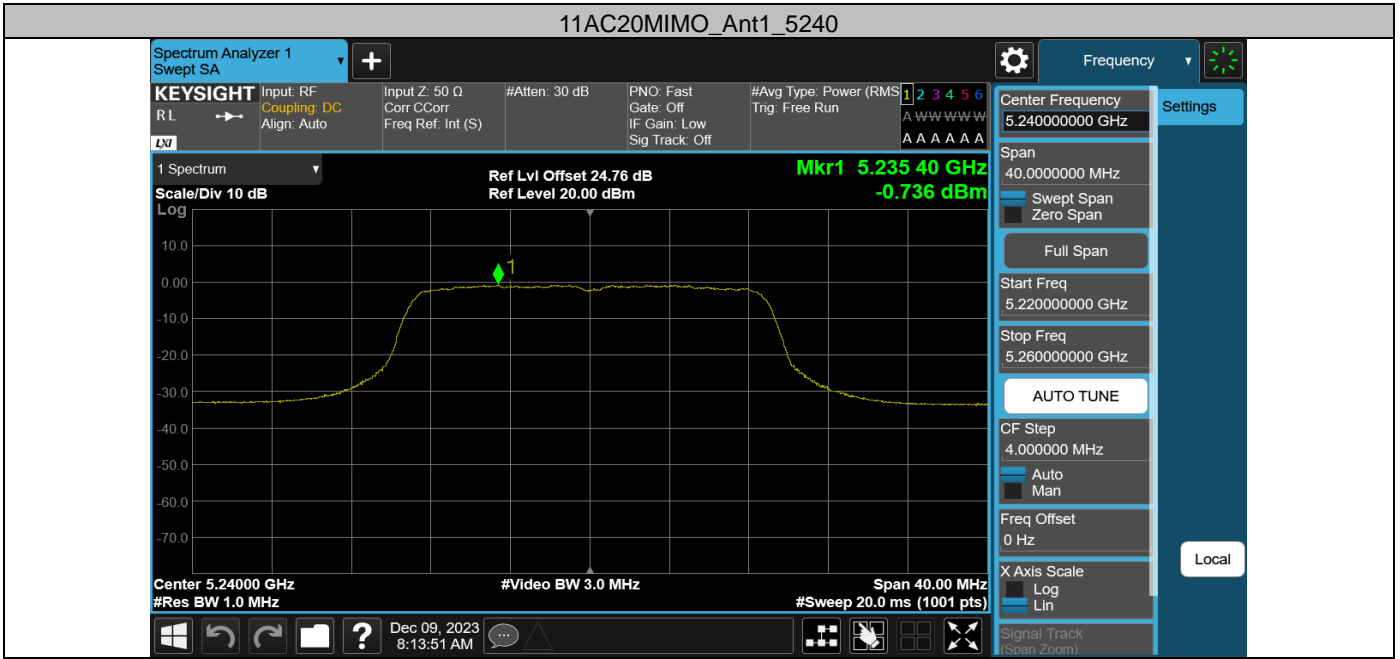 11AC20MIMO_Ant1_5240
Spectrum Analyzer 1
Swept SA
+
Frequency
KEYSIGHT
RL
LXI
Input: RF
Coupling: DC
Align: Auto
Input Z: 50 Ω
Corr CCorr
Freq Ref: Int (S)
#Atten: 30 dB
PNO: Fast
Gate: Off
IF Gain: Low
Sig Track: Off
#Avg Type: Power (RMS
Trig: Free Run
1 2 3 4 5 6
A W W W W W
A A A A A A
1 Spectrum
Scale/Div 10 dB
Log
Ref Lvl Offset 24.76 dB
Ref Level 20.00 dBm
Mkr1 5.235 40 GHz
-0.736 dBm
1
10.0
0.00
-10.0
-20.0
-30.0
-40.0
-50.0
-60.0
-70.0
Center 5.24000 GHz
#Video BW 3.0 MHz
Span 40.00 MHz
#Res BW 1.0 MHz
#Sweep 20.0 ms (1001 pts)
?
Dec 09, 2023
8:13:51 AM
Center Frequency
5.240000000 GHz
Settings
Span
40.0000000 MHz
Swept Span
Zero Span
Full Span
Start Freq
5.220000000 GHz
Stop Freq
5.260000000 GHz
AUTO TUNE
CF Step
4.000000 MHz
Auto
Man
Freq Offset
0 Hz
Local
X Axis Scale
Log
Lin
Signal Track
(Span Zoom)